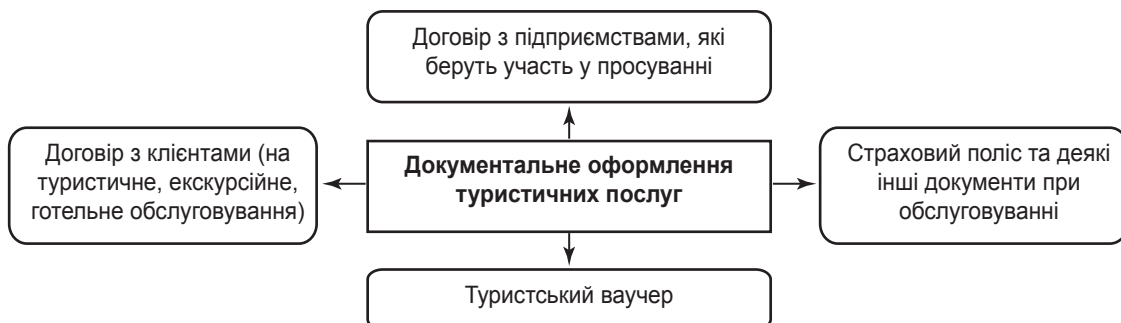 Договір з підприємствами, які
беруть участь у просуванні
Договір з клієнтами (на
туристичне, екскурсійне,
готельне обслуговування)
Документальне оформлення
туристичних послуг
Страховий поліс та деякі
інші документи при
обслуговуванні
Туристський ваучер